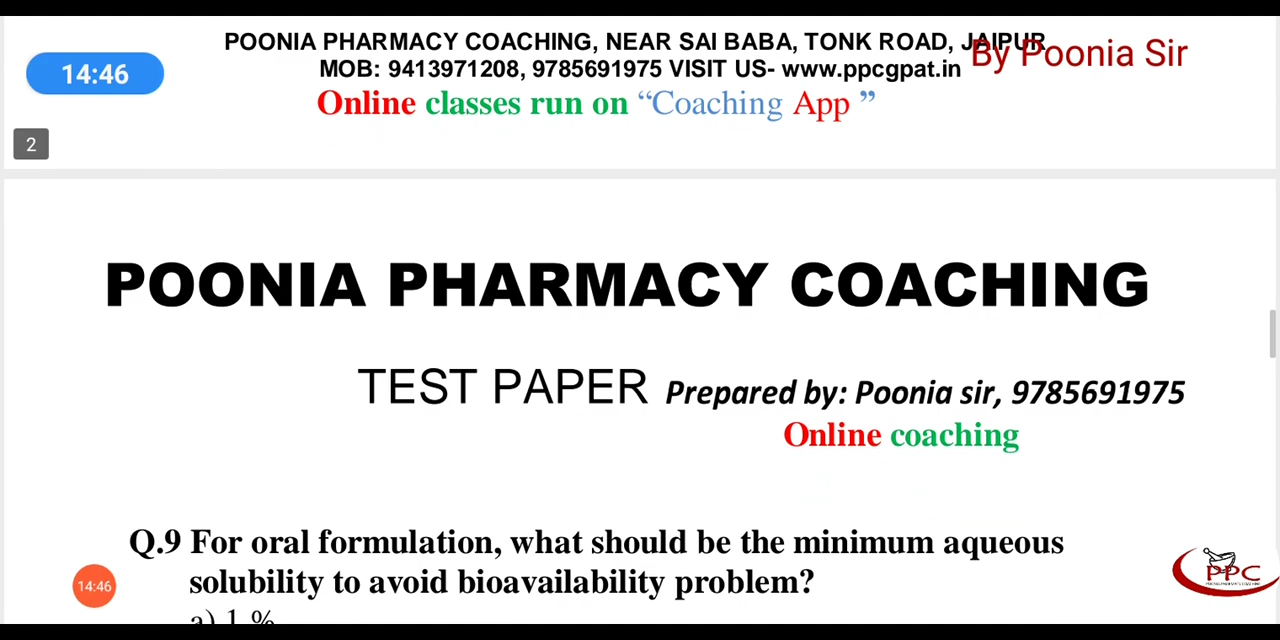 POONIA PHARMACY COACHING, NEAR SAI BABA, TONK ROAD, JAIPUR
By Poonia Sir
14:46
MOB: 9413971208, 9785691975 VISIT US- www.ppcgpat.in
Online classes run on “Coaching App ”
2
POONIA PHARMACY COACHING
TEST PAPER Prepared by: Poonia sir, 9785691975
Online coaching
Q.9 For oral formulation, what should be the minimum aqueous
solubility to avoid bioavailability problem?
14:46
PPC
a) 1 %